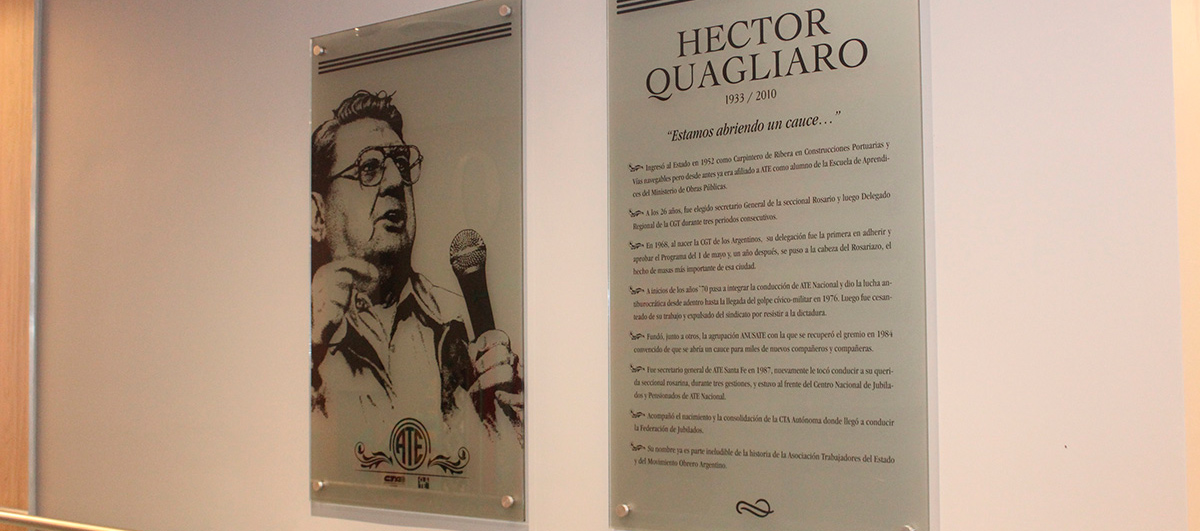 HECTOR
QUAGLIARO
1933 / 2010
“Estamos abriendo un cauce…”
Ingresó al Estado en 1952 como Carpintero de Ribera en Construcciones Portuarias y
Vías navegables pero desde antes ya era afiliado a ATE como alumno de la Escuela de Aprendi-
ces del Ministerio de Obras Públicas.
A los 26 años, fue elegido secretario General de la seccional Rosario y luego Delegado
Regional de la CGT durante tres períodos consecutivos.
En 1968, al nacer la CGT de los Argentinos, su delegación fue la primera en adherir y
aprobar el Programa del 1 de mayo y, un año después, se puso a la cabeza del Rosariazo, el
hecho de masas más importante de esa ciudad.
A inicios de los años ´70 pasa a integrar la conducción de ATE Nacional y dio la lucha an-
tiburocrática desde adentro hasta la llegada del golpe cívico-militar en 1976. Luego fue cesan-
teado de su trabajo y expulsado del sindicato por resistir a la dictadura.
Fundó, junto a otros, la agrupación ANUSATE con la que se recuperó el gremio en 1984
convencido de que se abría un cauce para miles de nuevos compañeros y compañeras.
Fue secretario general de ATE Santa Fe en 1987, nuevamente le tocó conducir a su queri-
da seccional rosarina, durante tres gestiones, y estuvo al frente del Centro Nacional de Jubila-
dos y Pensionados de ATE Nacional.
Acompañó el nacimiento y la consolidación de la CTA Autónoma donde llegó a conducir
la Federación de Jubilados.
Su nombre ya es parte ineludible de la historia de la Asociación Trabajadores del Estado
y del Movimiento Obrero Argentino.
ATE